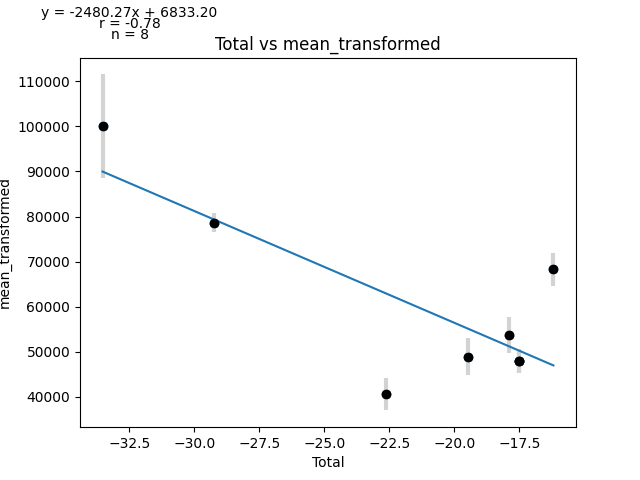 y = -2480.27x + 6833.20
r = -0.78
n = 8
Total vs mean_transformed
110000
100000
90000
80000
70000
60000
50000
40000
mean_transformed
−32.5 −30.0 −27.5 −25.0 −22.5 −20.0 −17.5
Total